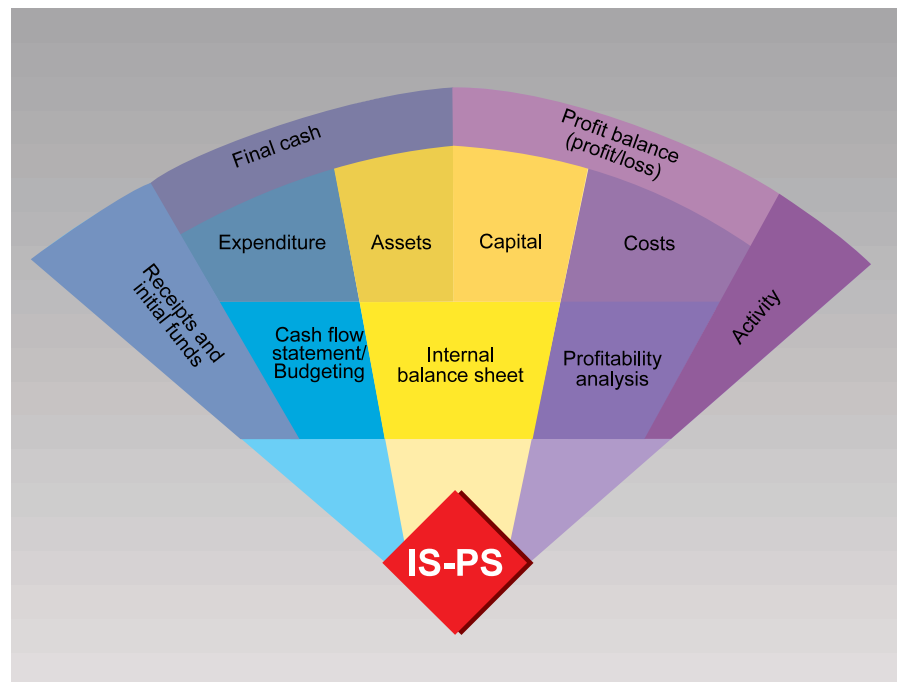 Final cash
Profit balance
(profit/loss)
Expenditure
Assets
Capital
Costs
Receipts and
initial funds
Activity
Cash flow
statement/
Budgeting
Internal
balance sheet
Profitability
analysis
IS-PS